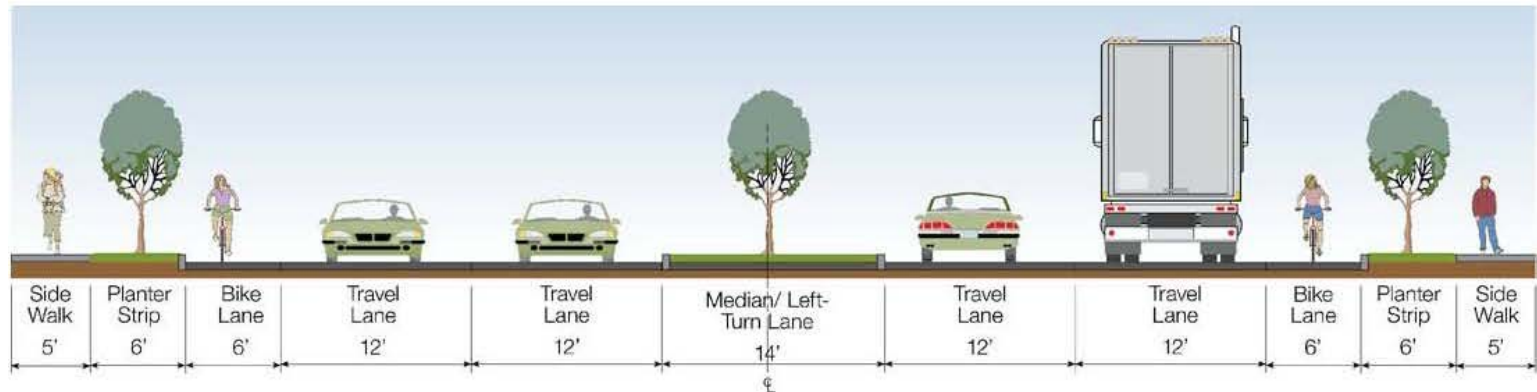 Side
Walk
5'
Planter
Strip
6'
Bike
Lane
6'
Travel
Lane
12'
Travel
Lane
12'
Median/ Left-
Turn Lane
14'
Travel
Lane
12'
Travel
Lane
12'
Bike
Lane
6'
Planter
Strip
6'
Side
Walk
5'
℄